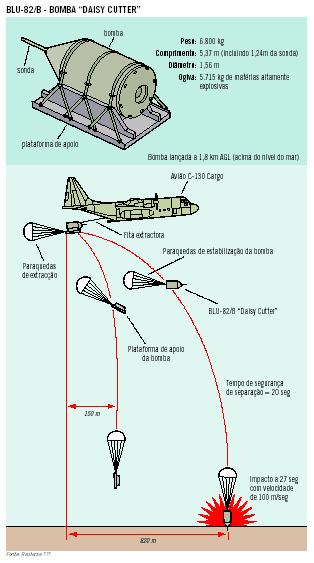 BLU-82/B - BOMBA "DAISY CUTTER"
bomba
sonda
plataforma de apoio
Peso: 6.800 kg
Comprimento: 5,37 m (incluindo 1,24m da sonda)
Diâmetro: 1,56 m
Ogiva: 5.715 kg de matérias altamente
explosivas
Bomba lançada a 1,8 km AGL (acima do nível do mar)
Avião C-130 Cargo
Fita extractora
Paraquedas
de extracção
Paraquedas de estabilização da bomba
BLU-82/B "Daisy Cutter"
Plataforma de apoio
da bomba
Tempo de segurança
de separação = 20 seg
150 m
Impacto a 27 seg
com velocidade
de 100 m/seg
820 m
Fonte: